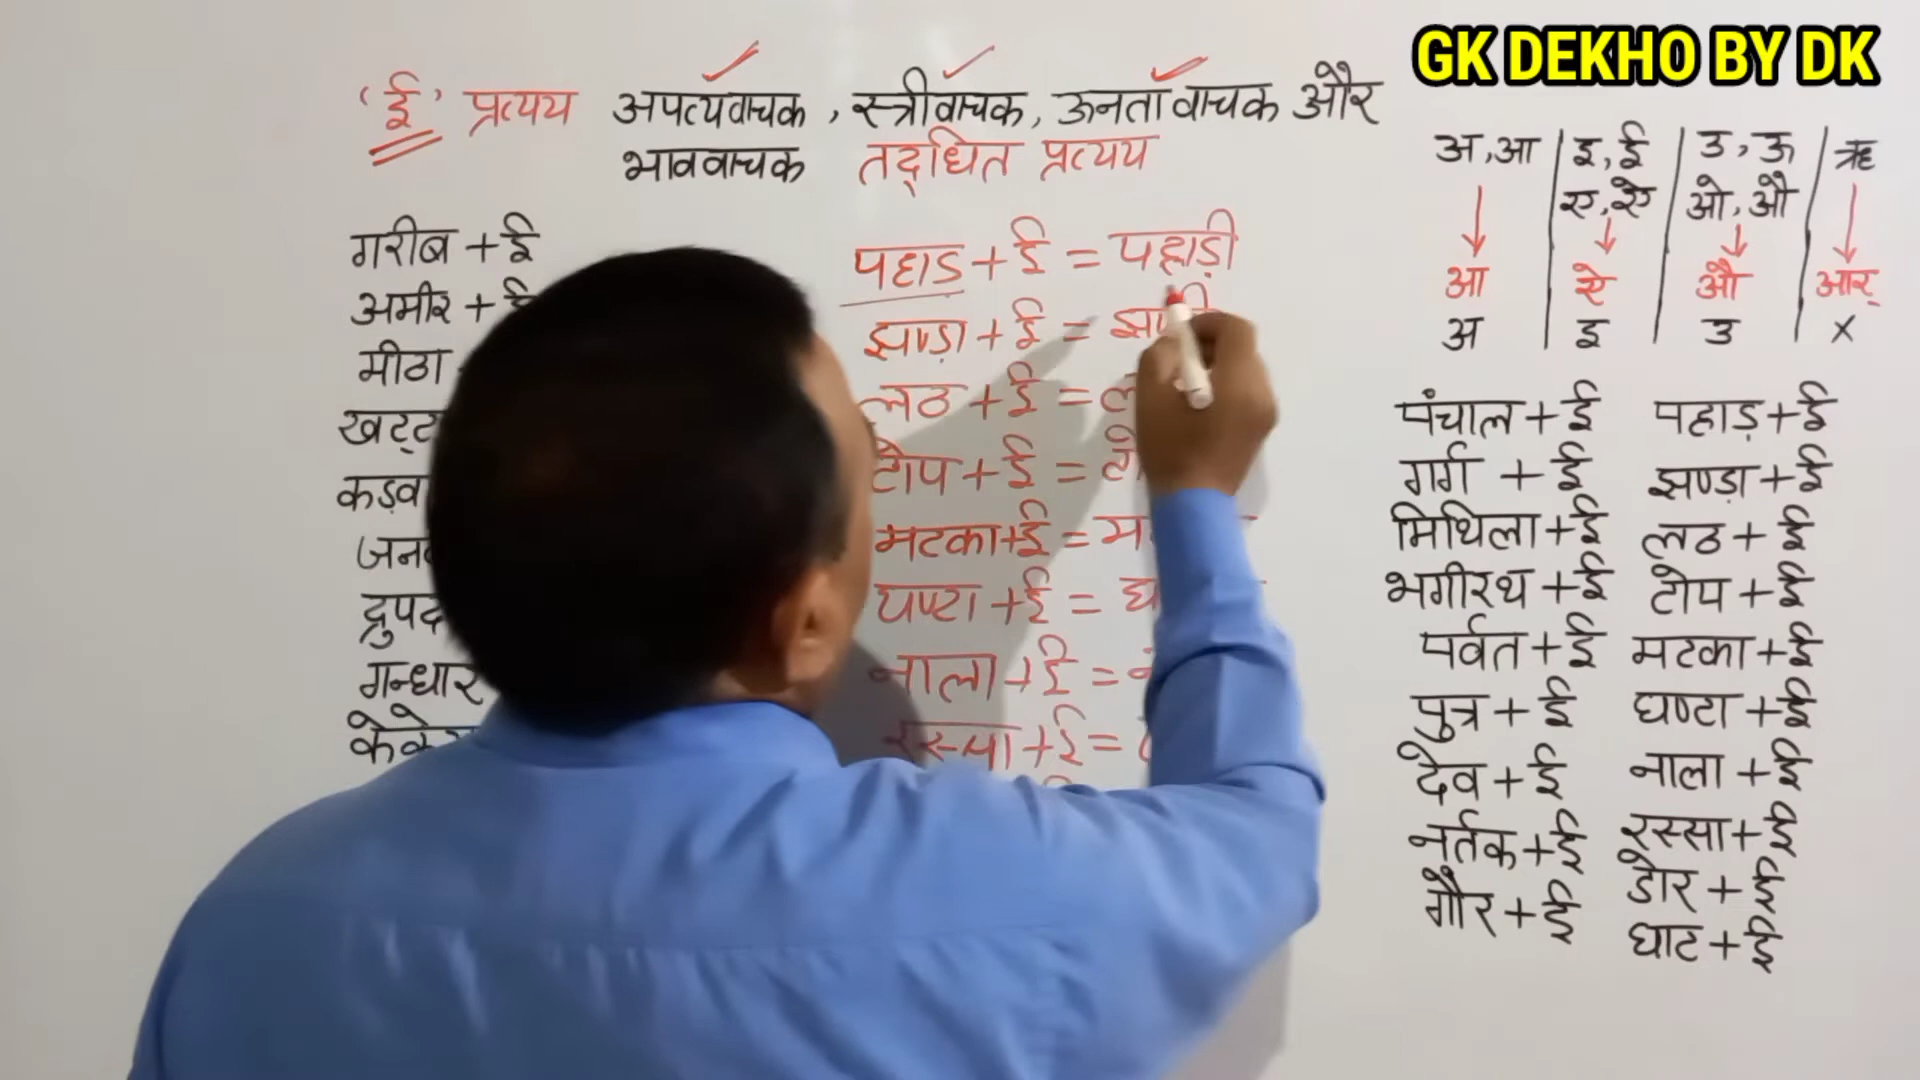 GK DEKHO BY DK
'ई' प्रत्यय अपत्यवाचक, स्त्रीवाचक, ऊनतावाचक और
भाववाचक तद्धित प्रत्यय
गरीब + ई
अमीर +
मीठा
जन
गन्धार
पहाड + ई = पहाड़ी
झण्ड़ा + ई =
लठ + ई =
टोप + ई =
मटका + ई =
घण्टा + ई =
नाला + ई =
रस्सा + ई =
अ, आ | इ, ई | उ, ऊ | ऋ
ए, ऐ | ओ, औ
आ ऐ औ आर्
अ इ उ ×
पंचाल + ई
गर्ग + ई
मिथिला + ई
भगीरथ + ई
पर्वत + ई
पुत्र + ई
देव + ई
नर्तक + ई
गौर + ई
पहाड़ + ई
झण्ड़ा + ई
लठ + ई
टोप + ई
मटका + ई
घण्टा + ई
नाला + ई
रस्सा + ई
डोर + ई
घाट + ई